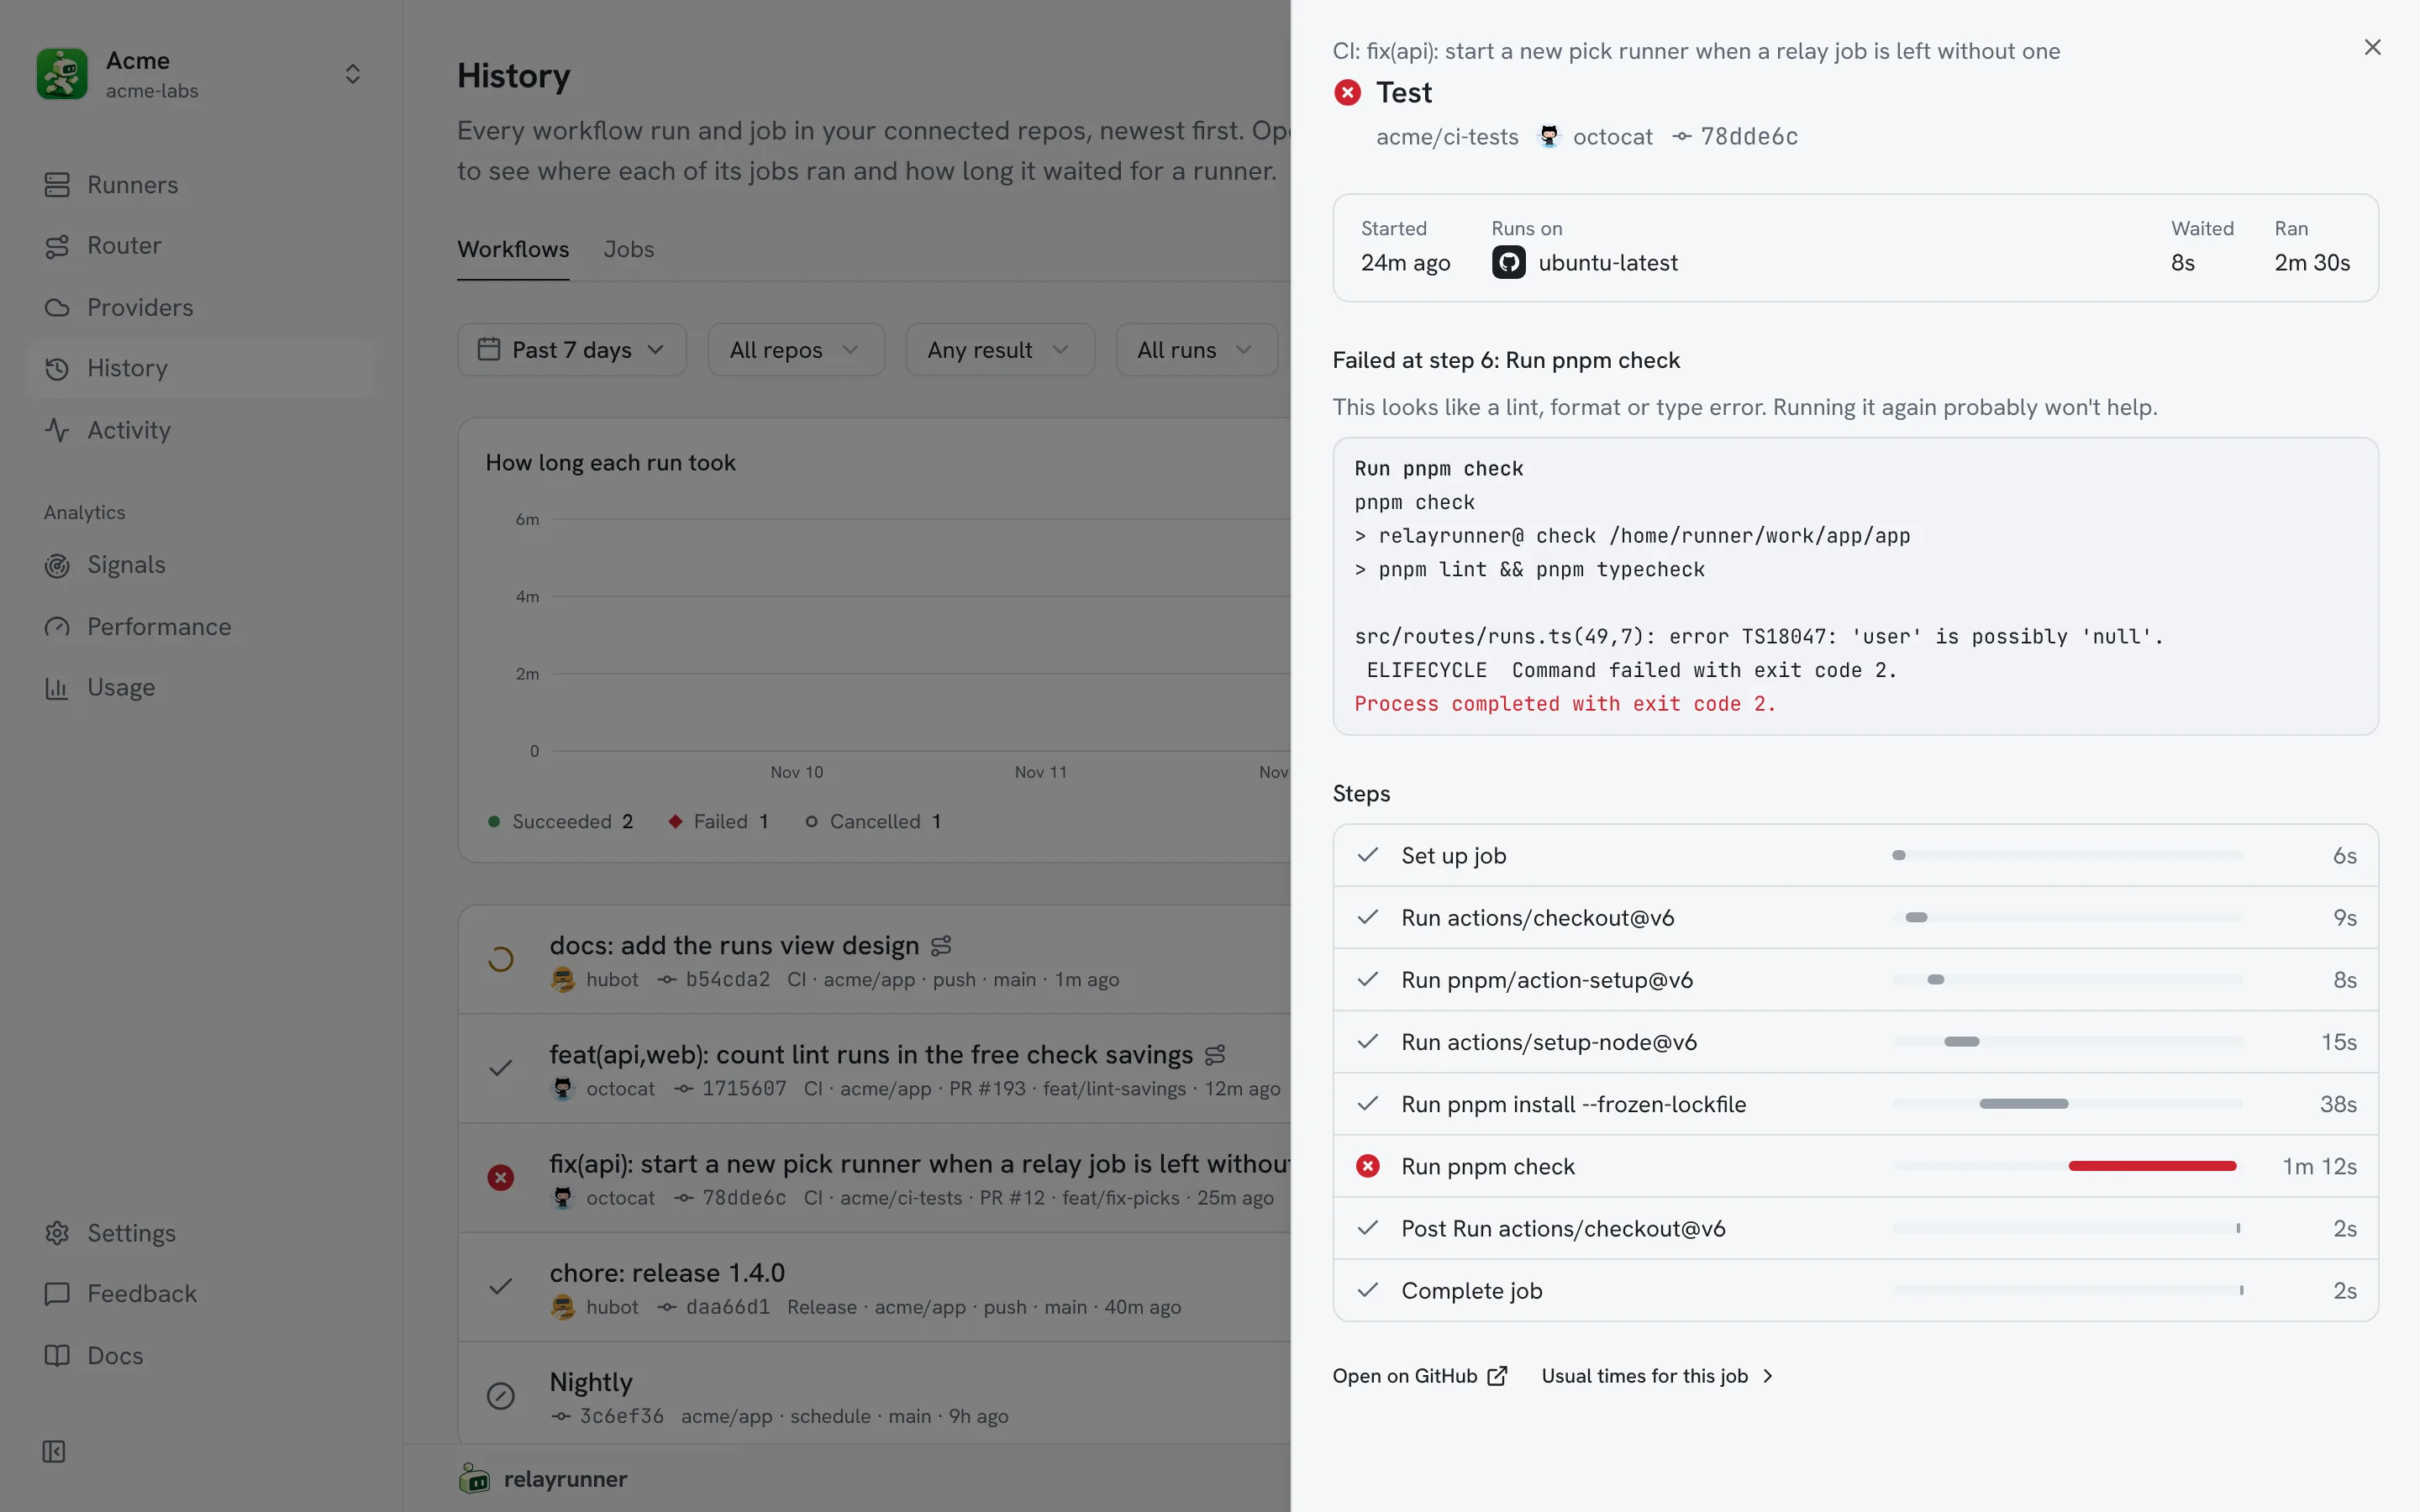 Acme
acme-labs
Runners
Router
Providers
History
Activity
Analytics
Signals
Performance
Usage
Settings
Feedback
Docs
History
Every workflow run and job in your connected repos, newest first.
to see where each of its jobs ran and how long it waited for a runner.
Workflows Jobs
Past 7 days All repos Any result All runs
How long each run took
6m
4m
2m
0
Nov 10 Nov 11 Nov
Succeeded 2 Failed 1 Cancelled 1
docs: add the runs view design
hubot b54cda2 CI · acme/app · push · main · 1m ago
feat(api,web): count lint runs in the free check savings
octocat 1715607 CI · acme/app · PR #193 · feat/lint-savings · 12m ago
fix(api): start a new pick runner when a relay job is left
octocat 78dde6c CI · acme/ci-tests · PR #12 · feat/fix-picks · 25m ago
chore: release 1.4.0
hubot daa66d1 Release · acme/app · push · main · 40m ago
Nightly
3c6ef36 acme/app · schedule · main · 9h ago
relayrunner
CI: fix(api): start a new pick runner when a relay job is left without one
Test
acme/ci-tests octocat 78dde6c
Started Runs on Waited Ran
24m ago ubuntu-latest 8s 2m 30s
Failed at step 6: Run pnpm check
This looks like a lint, format or type error. Running it again probably won't help.
Run pnpm check
pnpm check
> relayrunner@ check /home/runner/work/app/app
> pnpm lint && pnpm typecheck
src/routes/runs.ts(49,7): error TS18047: 'user' is possibly 'null'.
ELIFECYCLE  Command failed with exit code 2.
Process completed with exit code 2.
Steps
Set up job 6s
Run actions/checkout@v6 9s
Run pnpm/action-setup@v6 8s
Run actions/setup-node@v6 15s
Run pnpm install --frozen-lockfile 38s
Run pnpm check 1m 12s
Post Run actions/checkout@v6 2s
Complete job 2s
Open on GitHub Usual times for this job